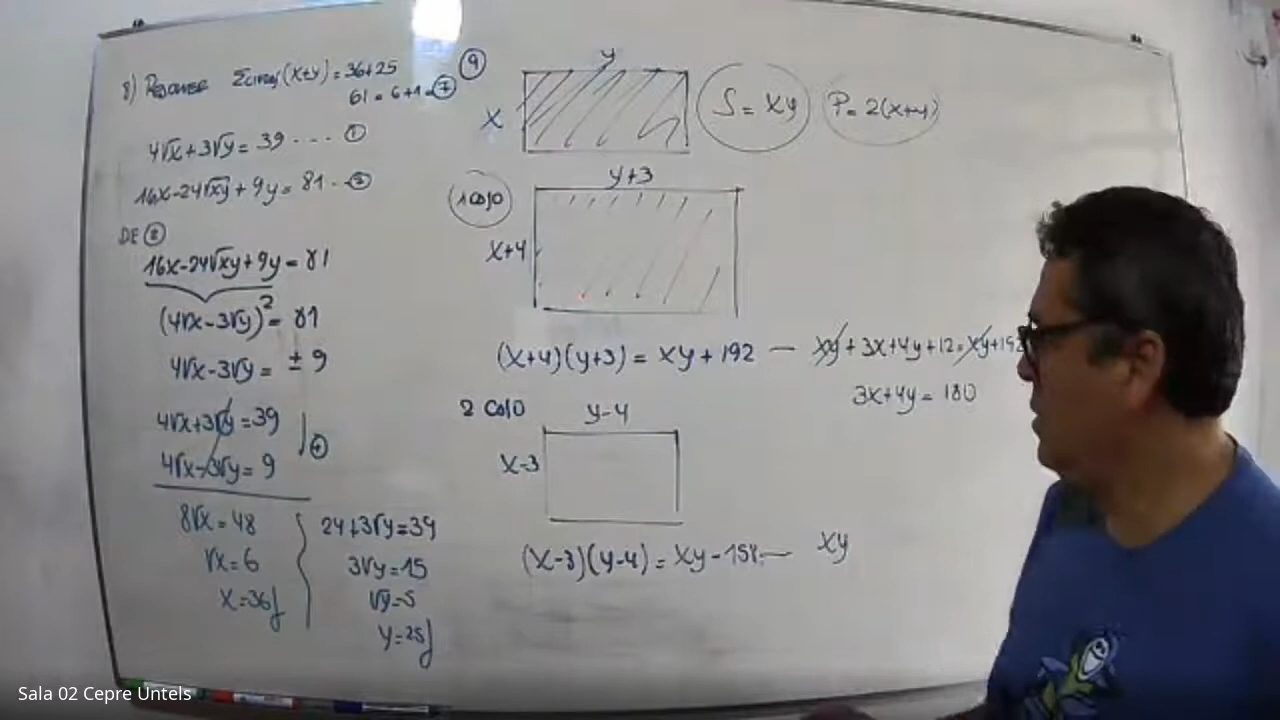 8) Resolver Σcifras(x+y) = 36+25
61 = 6+1 = 7
4√x+3√y = 39 .... ①
16x-24√xy + 9y = 81 .. ②
DE ②
16x-24√xy+9y = 81
(4√x-3√y)² = 81
4√x-3√y = ± 9
4√x+3√y = 39
4√x-3√y = 9
+
8√x = 48
√x = 6
x = 36
24+3√y = 39
3√y = 15
√y = 5
y = 25
9
y
x
S = xy
P = 2(x+y)
1 caso
y+3
x+4
(x+4)(y+3) = xy + 192 — xy + 3x+4y+12 = xy+192
3x+4y = 180
2 caso
y-4
x-3
(x-3)(y-4) = xy - 158 — xy
Sala 02 Cepre Untels